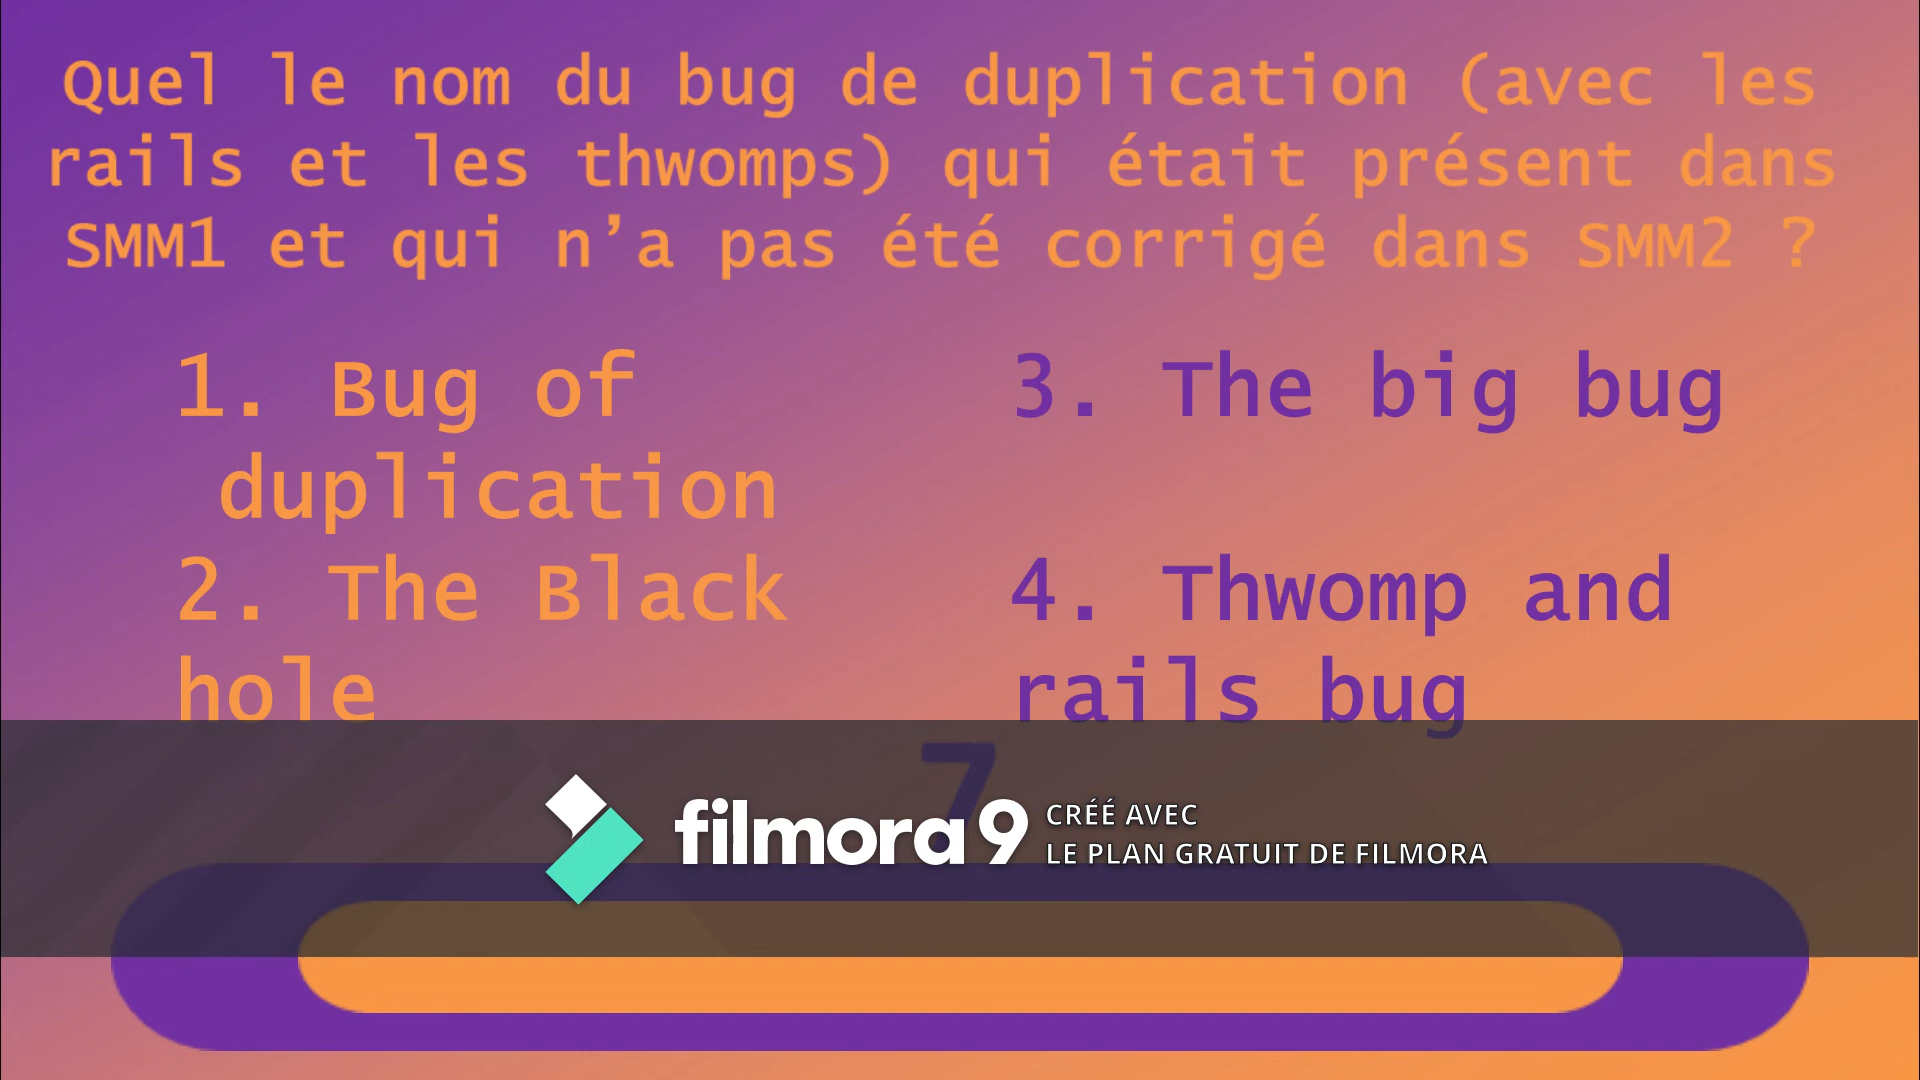 Quel le nom du bug de duplication (avec les
rails et les thwomps) qui était présent dans
SMM1 et qui n’a pas été corrigé dans SMM2 ?
1. Bug of
duplication
2. The Black
hole
3. The big bug
4. Thwomp and
rails bug
7
filmora9
CRÉÉ AVEC
LE PLAN GRATUIT DE FILMORA